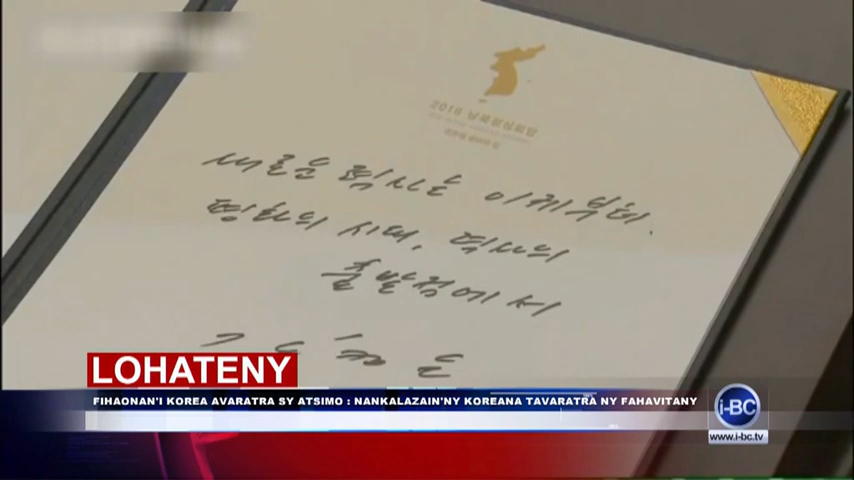 2018 남북정상회담
새로운 력사는 이제부터.
평화의 시대, 력사의
출발점에서
LOHATENY
FIHAONAN'I KOREA AVARATRA SY ATSIMO : NANKALAZAIN'NY KOREANA TAVARATRA NY FAHAVITANY
i-BC
www.i-bc.tv